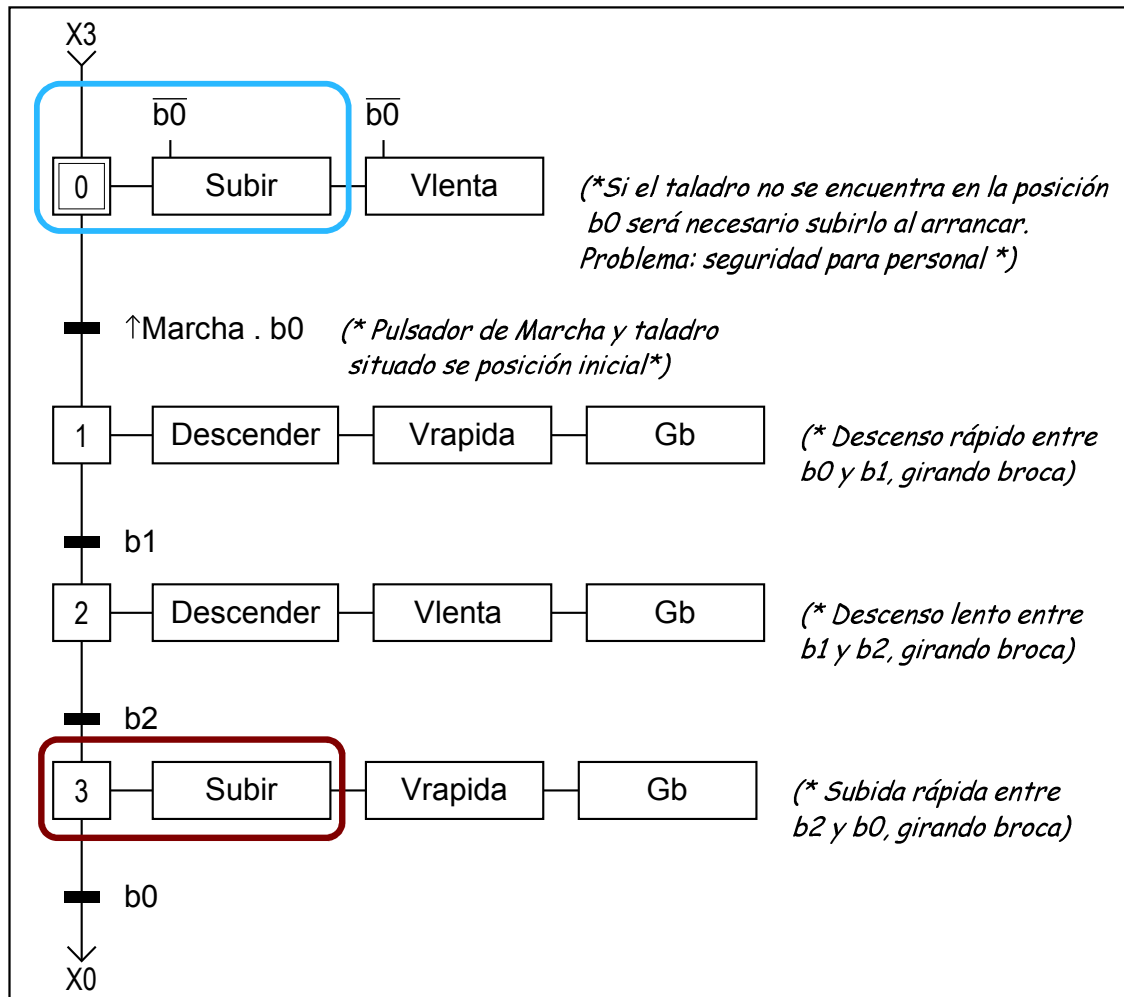 X3
b̅0̅ b̅0̅
0 Subir Vlenta
(*Si el taladro no se encuentra en la posición
b0 será necesario subirlo al arrancar.
Problema: seguridad para personal *)
↑Marcha . b0 (* Pulsador de Marcha y taladro
situado se posición inicial*)
1 Descender Vrapida Gb
(* Descenso rápido entre
b0 y b1, girando broca)
b1
2 Descender Vlenta Gb
(* Descenso lento entre
b1 y b2, girando broca)
b2
3 Subir Vrapida Gb
(* Subida rápida entre
b2 y b0, girando broca)
b0
X0